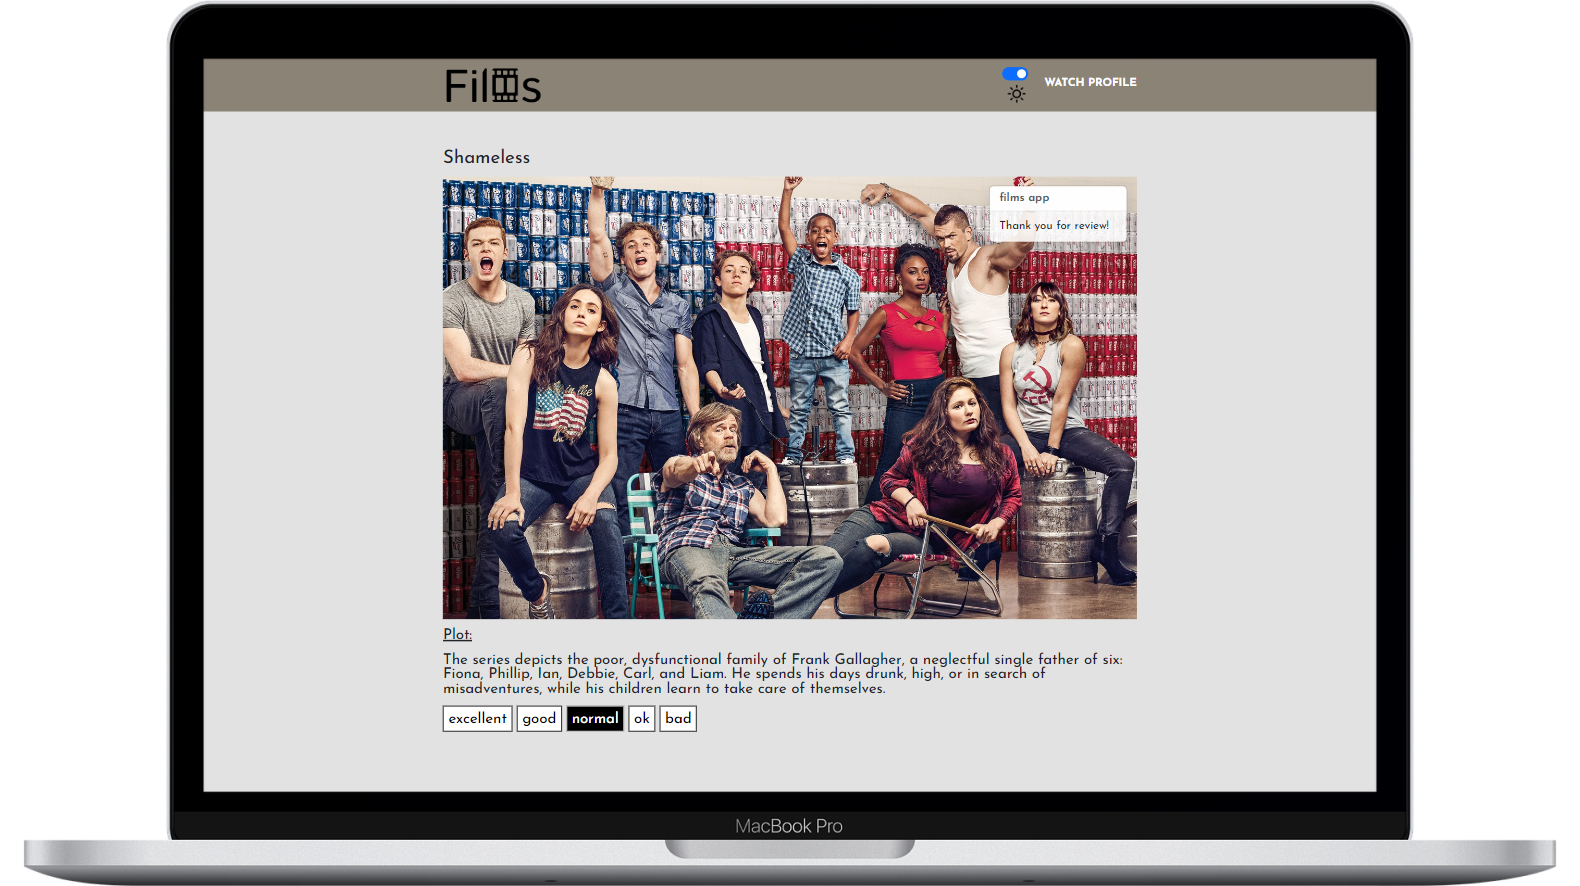 Films
WATCH PROFILE
Shameless
films app
Thank you for review!
Plot:
The series depicts the poor, dysfunctional family of Frank Gallagher, a neglectful single father of six:
Fiona, Phillip, Ian, Debbie, Carl, and Liam. He spends his days drunk, high, or in search of
misadventures, while his children learn to take care of themselves.
excellent good normal ok bad
MacBook Pro